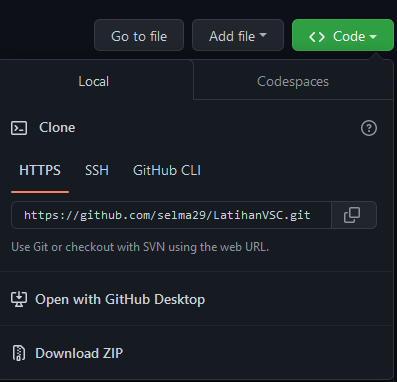 Go to file Add file <> Code
Local Codespaces
Clone
HTTPS SSH GitHub CLI
https://github.com/selma29/LatihanVSC.git
Use Git or checkout with SVN using the web URL.
Open with GitHub Desktop
Download ZIP